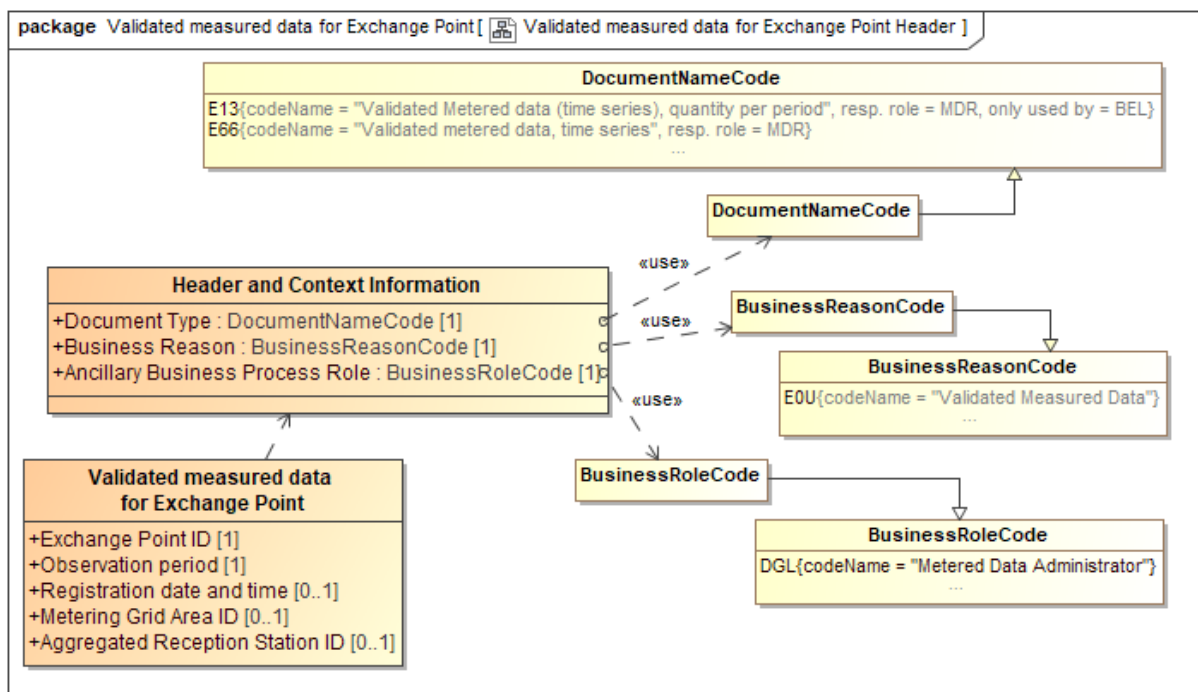 package Validated measured data for Exchange Point[ Validated measured data for Exchange Point Header ]
DocumentNameCode
E13{codeName = "Validated Metered data (time series), quantity per period", resp. role = MDR, only used by = BEL}
E66{codeName = "Validated metered data, time series", resp. role = MDR}
...
DocumentNameCode
«use»
Header and Context Information
+Document Type : DocumentNameCode [1]
+Business Reason : BusinessReasonCode [1]
+Ancillary Business Process Role : BusinessRoleCode [1]
«use»
BusinessReasonCode
BusinessReasonCode
E0U{codeName = "Validated Measured Data"}
...
«use»
Validated measured data
for Exchange Point
+Exchange Point ID [1]
+Observation period [1]
+Registration date and time [0..1]
+Metering Grid Area ID [0..1]
+Aggregated Reception Station ID [0..1]
BusinessRoleCode
BusinessRoleCode
DGL{codeName = "Metered Data Administrator"}
...